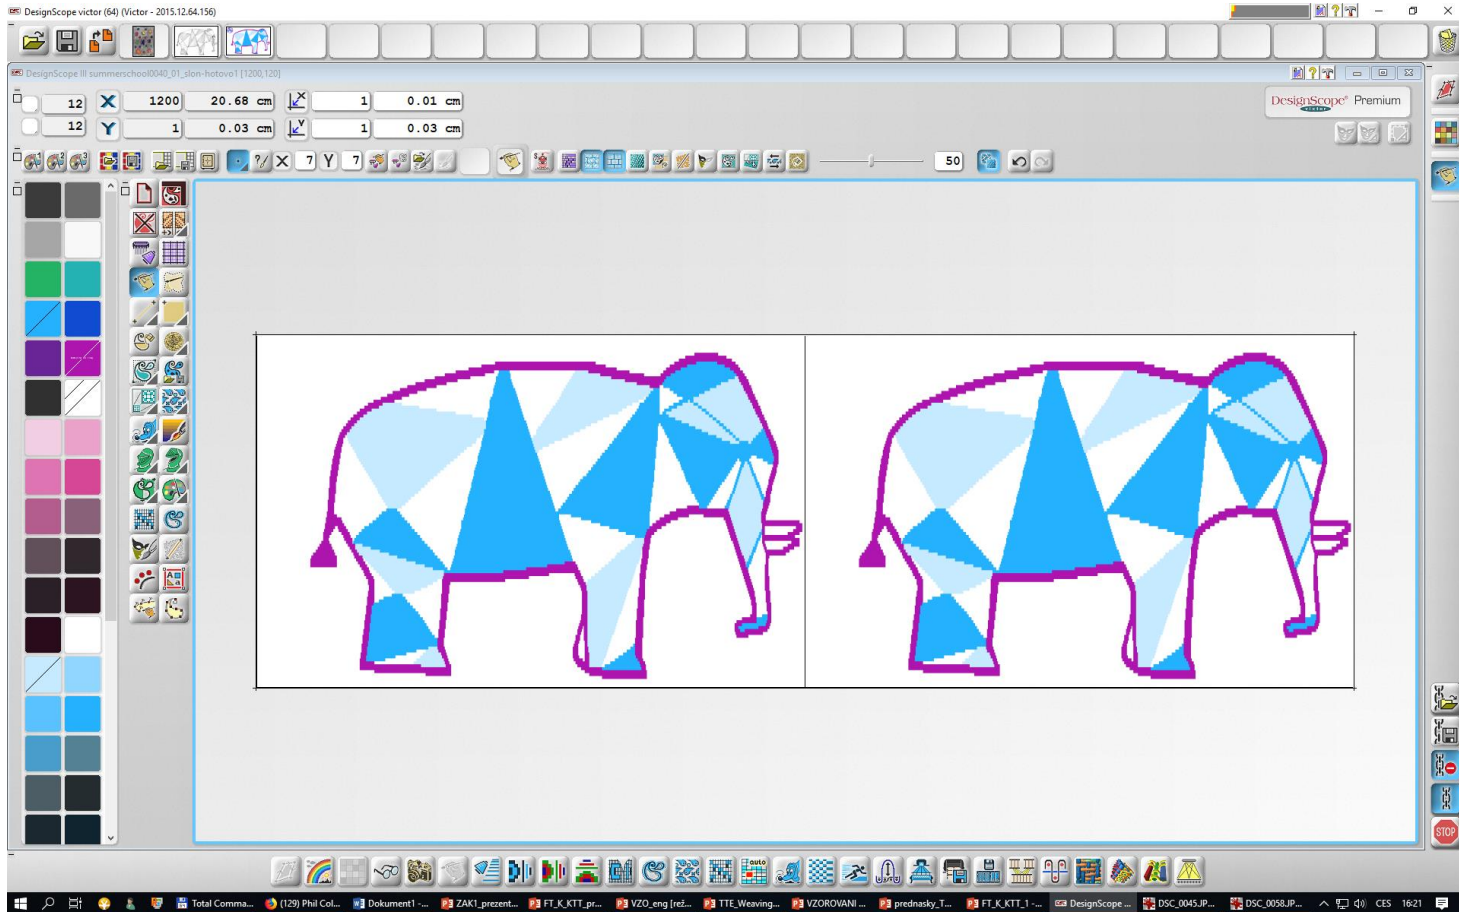 DesignScope victor (64) (Victor - 2015.12.64.156)
DesignScope III summerschool0040_01_slon-hotovo1 [1200,120]
12 X 1200 20.68 cm X 1 0.01 cm
12 Y 1 0.03 cm Y 1 0.03 cm
DesignScope® Premium
victor
X 7 Y 7 50
auto
STOP
Total Comma... (129) Phil Col... Dokument1 -... ZAK1_prezent... FT_K_KTT_pr... VZO_eng [rež... TTE_Weaving... VZOROVANI ... prednasky_T... FT_K_KTT_1 -... DesignScope ... DSC_0045.JP... DSC_0058.JP... CES 16:21